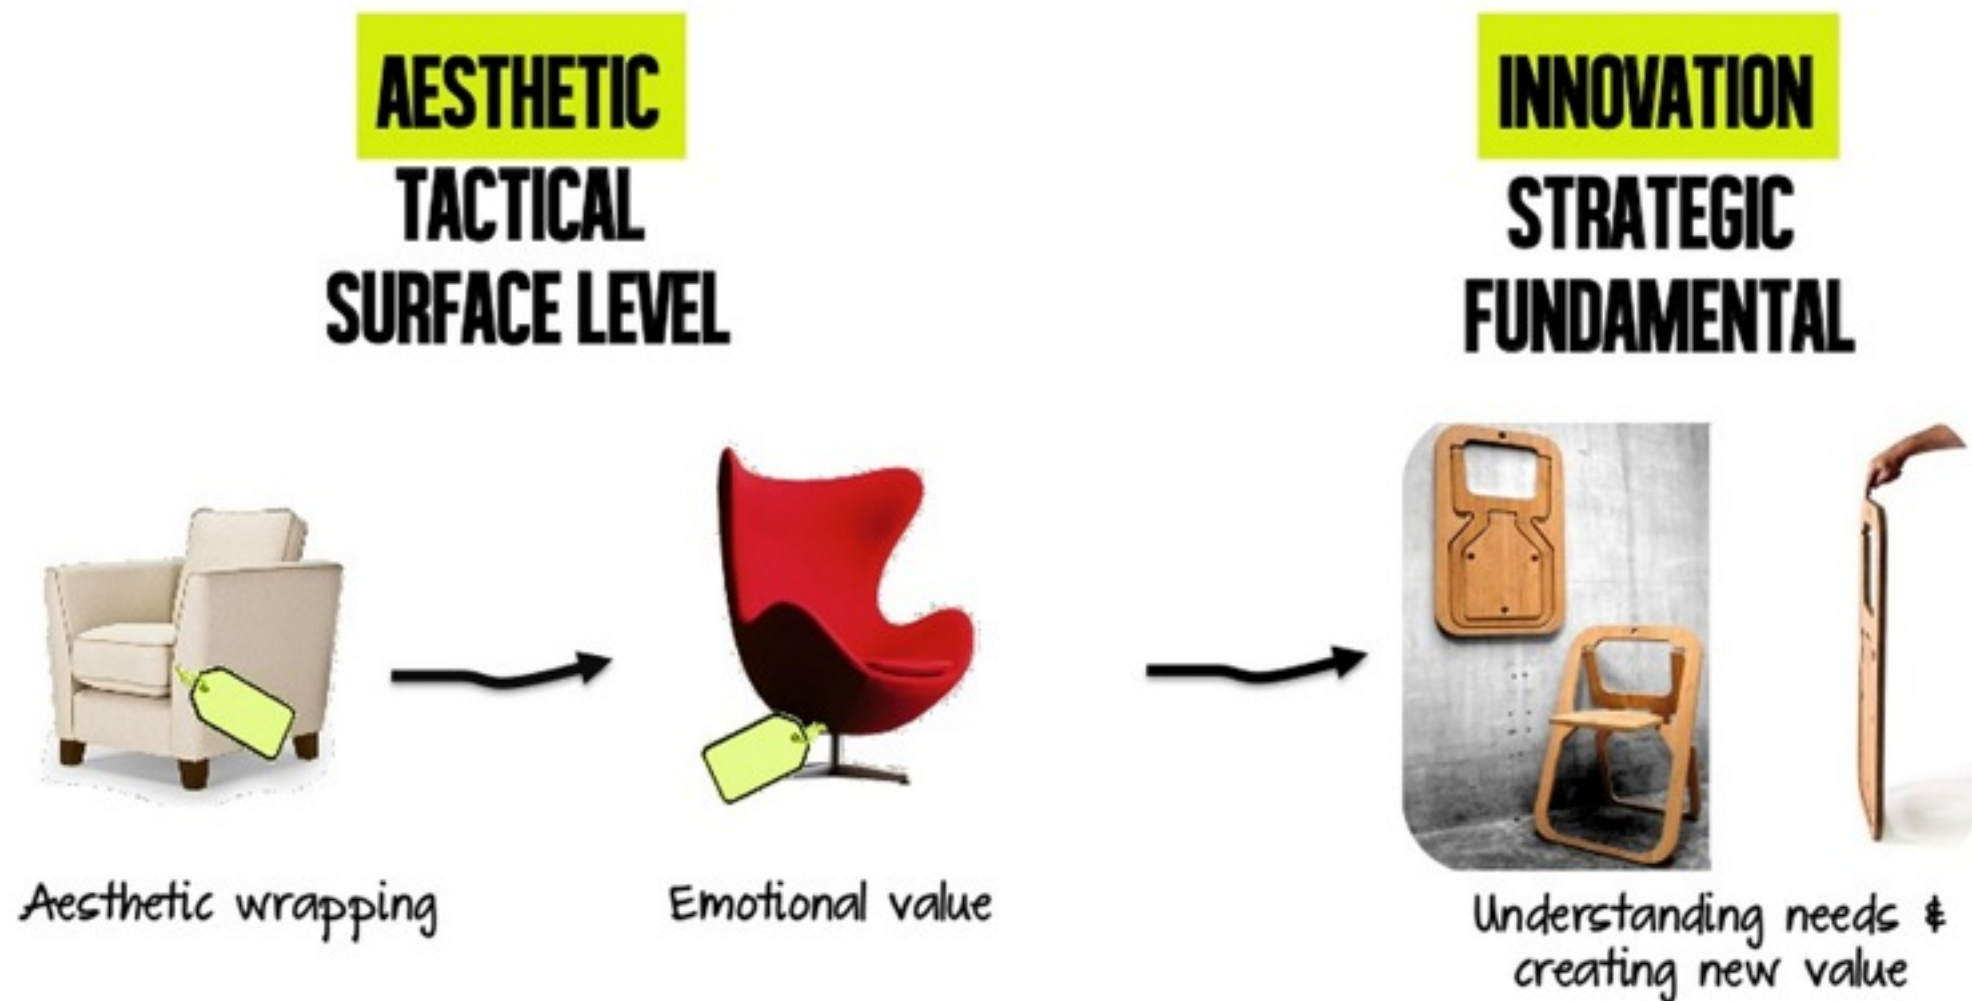 AESTHETIC
TACTICAL
SURFACE LEVEL
INNOVATION
STRATEGIC
FUNDAMENTAL
Aesthetic wrapping
Emotional value
Understanding needs &
creating new value